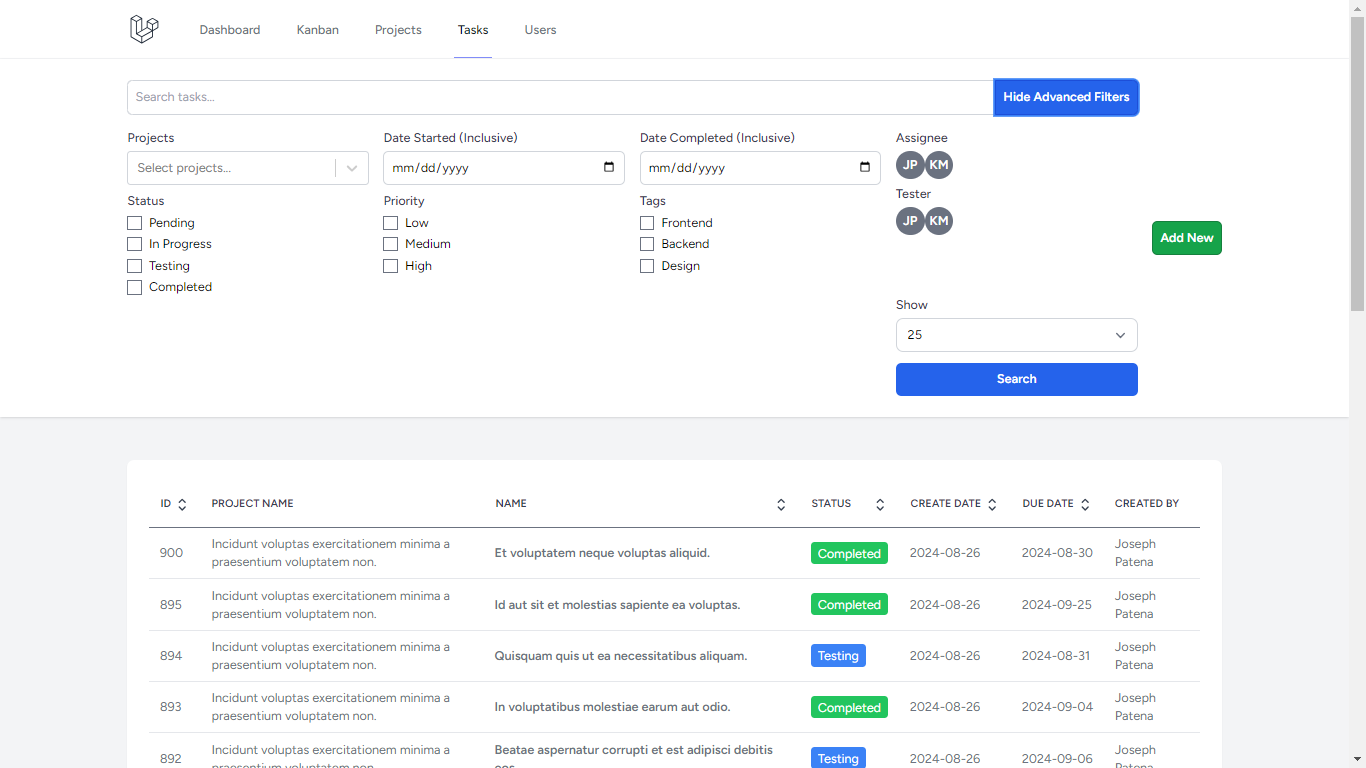 Dashboard Kanban Projects Tasks Users
Search tasks... Hide Advanced Filters
Projects Date Started (Inclusive) Date Completed (Inclusive) Assignee
Select projects... mm/dd/yyyy mm/dd/yyyy JP KM
Tester
Status Priority Tags
JP KM
Pending Low Frontend
In Progress Medium Backend Add New
Testing High Design
Completed
Show
25
Search
ID PROJECT NAME NAME STATUS CREATE DATE DUE DATE CREATED BY
900 Incidunt voluptas exercitationem minima a Et voluptatem neque voluptas aliquid. Completed 2024-08-26 2024-08-30 Joseph
praesentium voluptatem non. Patena
895 Incidunt voluptas exercitationem minima a Id aut sit et molestias sapiente ea voluptas. Completed 2024-08-26 2024-09-25 Joseph
praesentium voluptatem non. Patena
894 Incidunt voluptas exercitationem minima a Quisquam quis ut ea necessitatibus aliquam. Testing 2024-08-26 2024-08-31 Joseph
praesentium voluptatem non. Patena
893 Incidunt voluptas exercitationem minima a In voluptatibus molestiae earum aut odio. Completed 2024-08-26 2024-09-04 Joseph
praesentium voluptatem non. Patena
892 Incidunt voluptas exercitationem minima a Beatae aspernatur corrupti et est adipisci debitis Testing 2024-08-26 2024-09-06 Joseph
praesentium voluptatem non. Patena